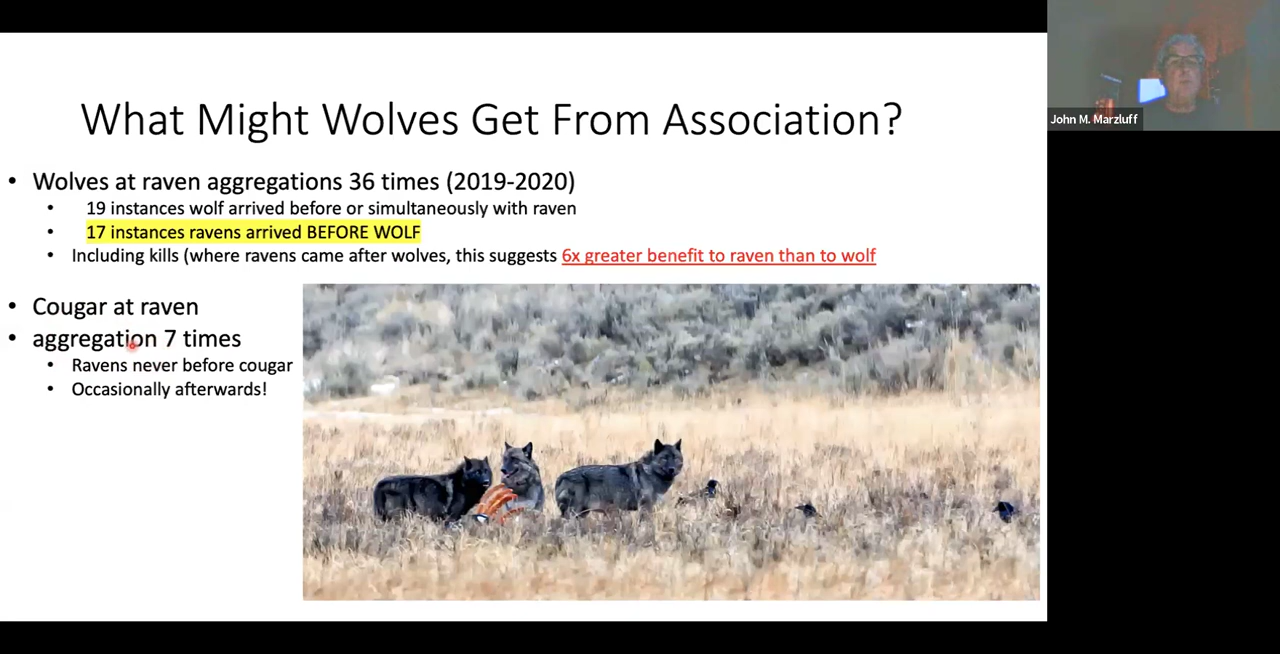 What Might Wolves Get From Association?
• Wolves at raven aggregations 36 times (2019-2020)
• 19 instances wolf arrived before or simultaneously with raven
• 17 instances ravens arrived BEFORE WOLF
• Including kills (where ravens came after wolves, this suggests 6x greater benefit to raven than to wolf
• Cougar at raven
• aggregation 7 times
• Ravens never before cougar
• Occasionally afterwards!
John M. Marzluff